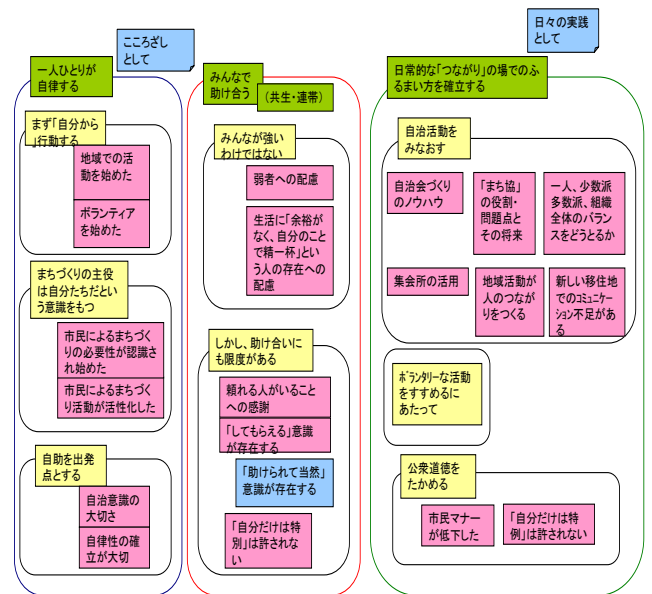 こころざし
として
日々の実践
として
一人ひとりが
自律する
まず「自分から
」行動する
地域での活
動を始めた
ボランティア
を始めた
まちづくりの主役
は自分たちだとい
う意識をもつ
市民によるまちづく
りの必要性が認識さ
れ始めた
市民によるまちづく
り活動が活性化した
自助を出発
点とする
自治意識の
大切さ
自律性の確
立が大切
みんなで
助け合う
（共生・連帯）
みんなが強い
わけではない
弱者への配慮
生活に「余裕が
なく、自分のこと
で精一杯」とい
う人の存在への
配慮
しかし、助け合いに
も限度がある
頼れる人がいること
への感謝
「してもらえる」意識
が存在する
「助けられて当然」
意識が存在する
「自分だけは特
別」は許されな
い
日常的な「つながり」の場でのふ
るまい方を確立する
自治活動を
みなおす
自治会づくり
のノウハウ
「まち協」
の役割・
問題点と
その将来
一人、少数派
多数派、組織
全体のバラン
スをどうとるか
集会所の活用
地域活動が
人のつなが
りをつくる
新しい移住地
でのコミュニケー
ション不足があ
る
ボランタリーな活動
をすすめるに
あたって
公衆道徳を
たかめる
市民マナー
が低下した
「自分だけは特
例」は許されない